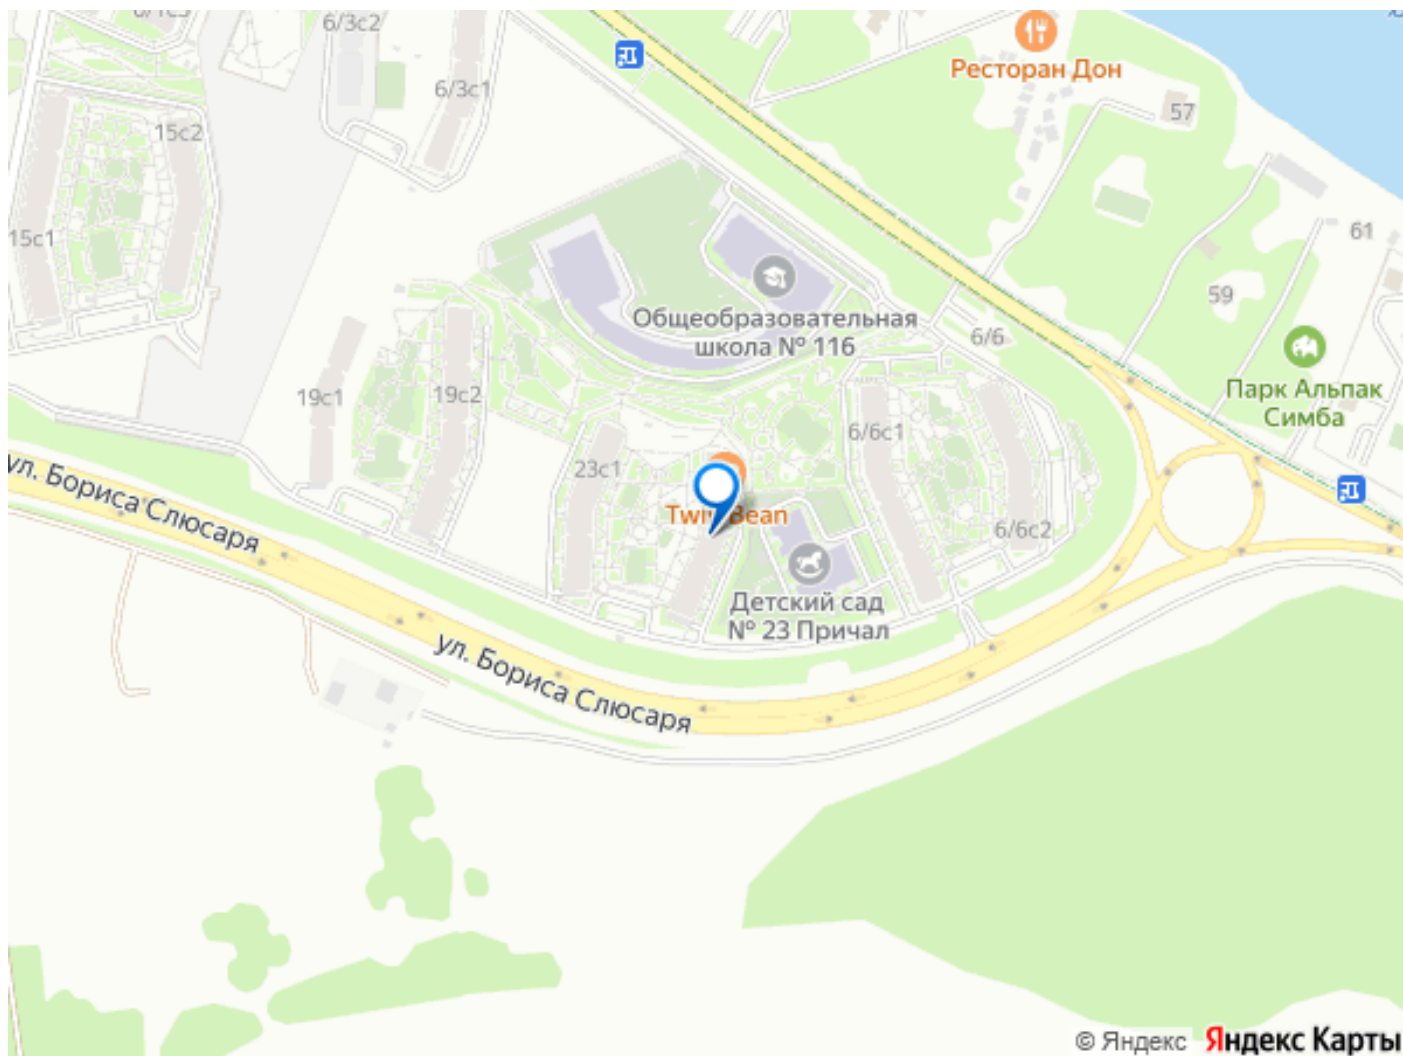 6/3с2
Ресторан Дон
6/3с1
57
15с2
15с1
61
59
Общеобразовательная
школа № 116
6/6
Парк Альпак
Симба
19с1
19с2
6/6с1
23с1
6/6с2
ул. Бориса Слюсаря
Детский сад
№ 23 Причал
ул. Бориса Слюсаря
© Яндекс Яндекс Карты